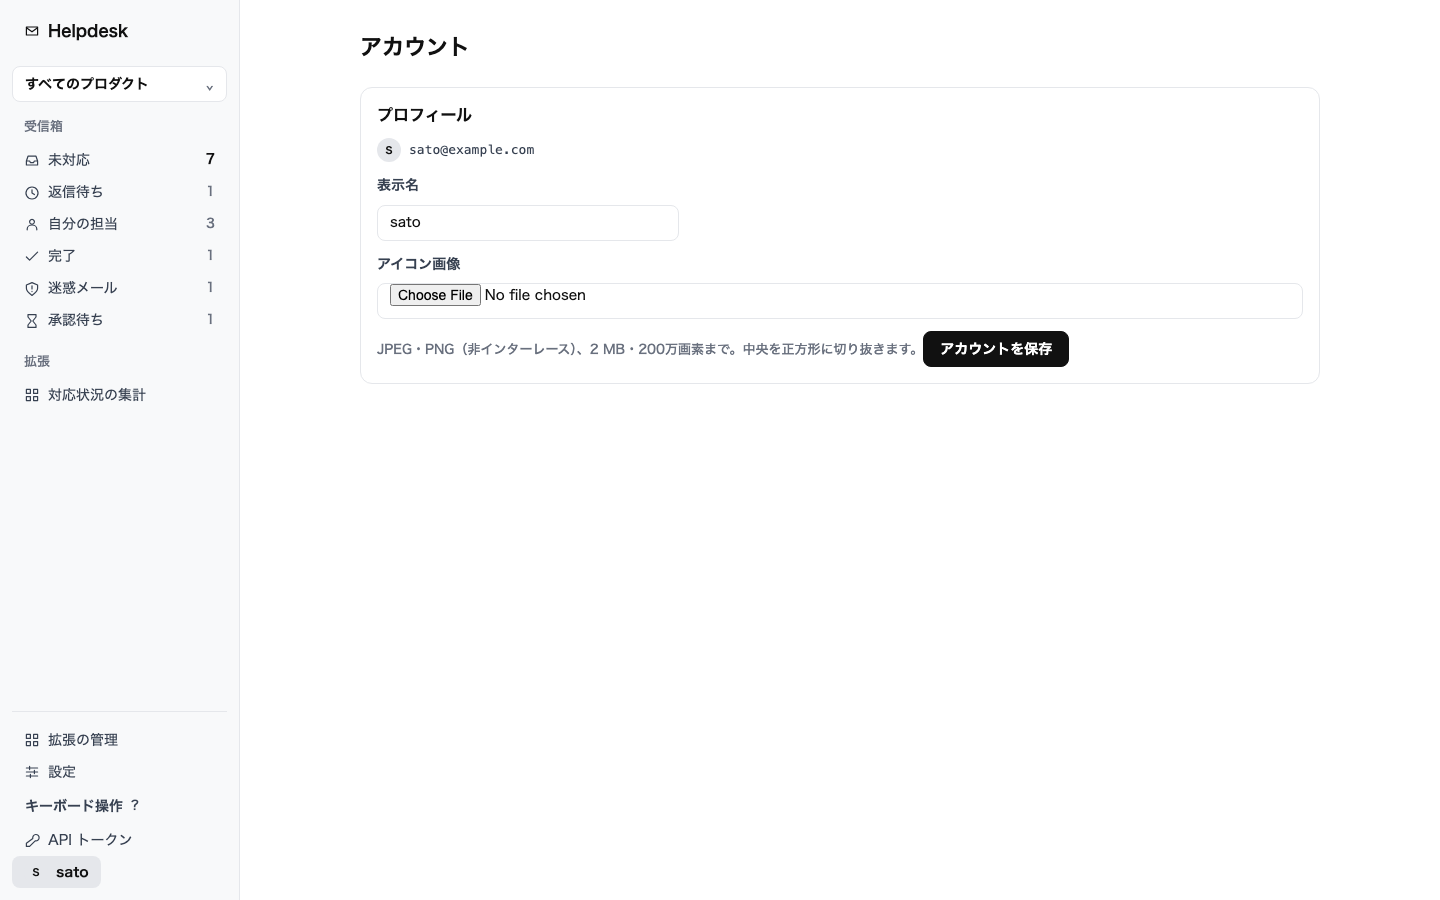 Helpdesk
すべてのプロダクト
受信箱
未対応 7
返信待ち 1
自分の担当 3
完了 1
迷惑メール 1
承認待ち 1
拡張
対応状況の集計
拡張の管理
設定
キーボード操作 ?
API トークン
S sato
アカウント
プロフィール
S sato@example.com
表示名
sato
アイコン画像
Choose File No file chosen
JPEG・PNG（非インターレース）、2 MB・200万画素まで。中央を正方形に切り抜きます。 アカウントを保存